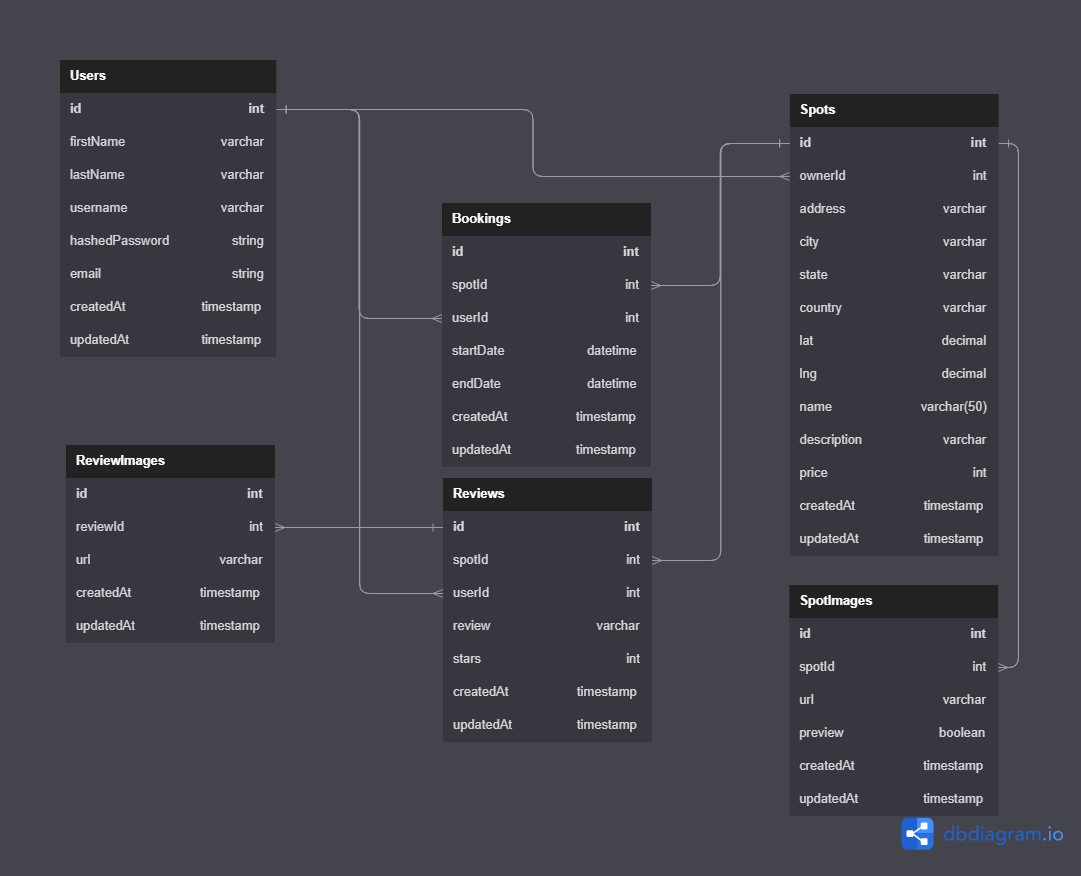 Users
id int
firstName varchar
lastName varchar
username varchar
hashedPassword string
email string
createdAt timestamp
updatedAt timestamp
Bookings
id int
spotId int
userId int
startDate datetime
endDate datetime
createdAt timestamp
updatedAt timestamp
Spots
id int
ownerId int
address varchar
city varchar
state varchar
country varchar
lat decimal
lng decimal
name varchar(50)
description varchar
price int
createdAt timestamp
updatedAt timestamp
ReviewImages
id int
reviewId int
url varchar
createdAt timestamp
updatedAt timestamp
Reviews
id int
spotId int
userId int
review varchar
stars int
createdAt timestamp
updatedAt timestamp
SpotImages
id int
spotId int
url varchar
preview boolean
createdAt timestamp
updatedAt timestamp
dbdiagram.io